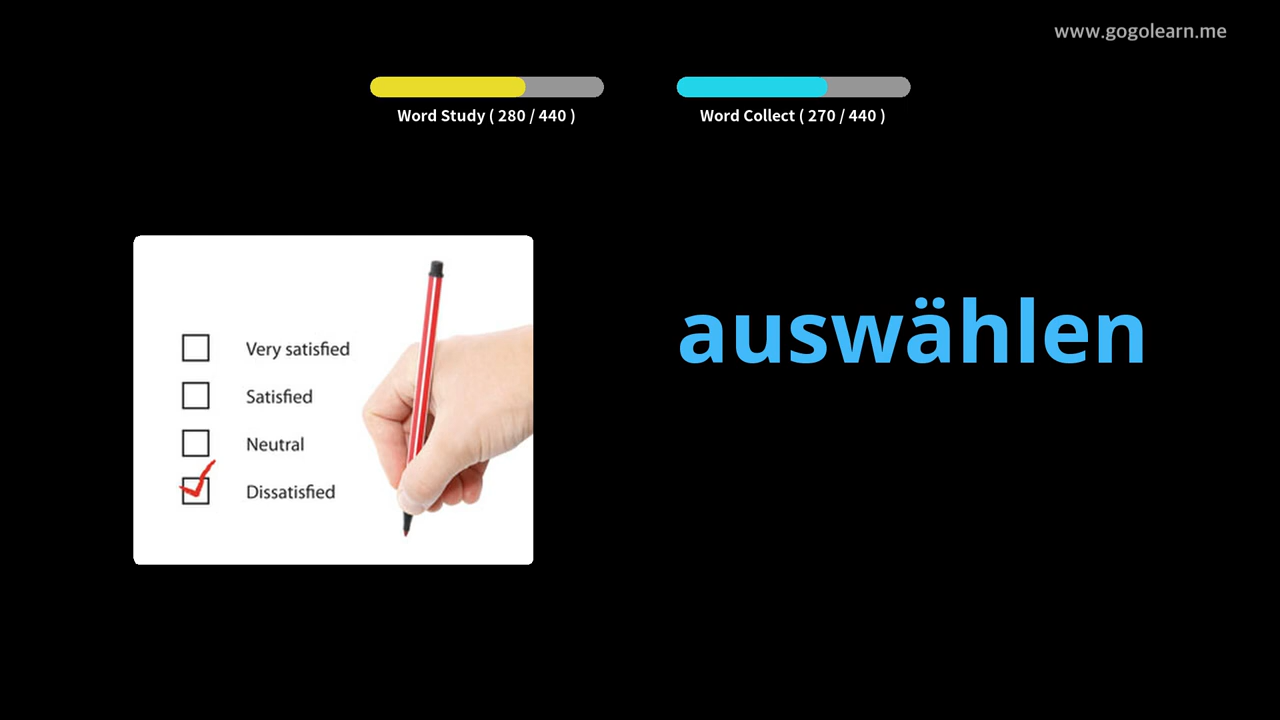 www.gogolearn.me
Word Study ( 280 / 440 )
Word Collect ( 270 / 440 )
Very satisfied
Satisfied
Neutral
Dissatisfied
auswählen